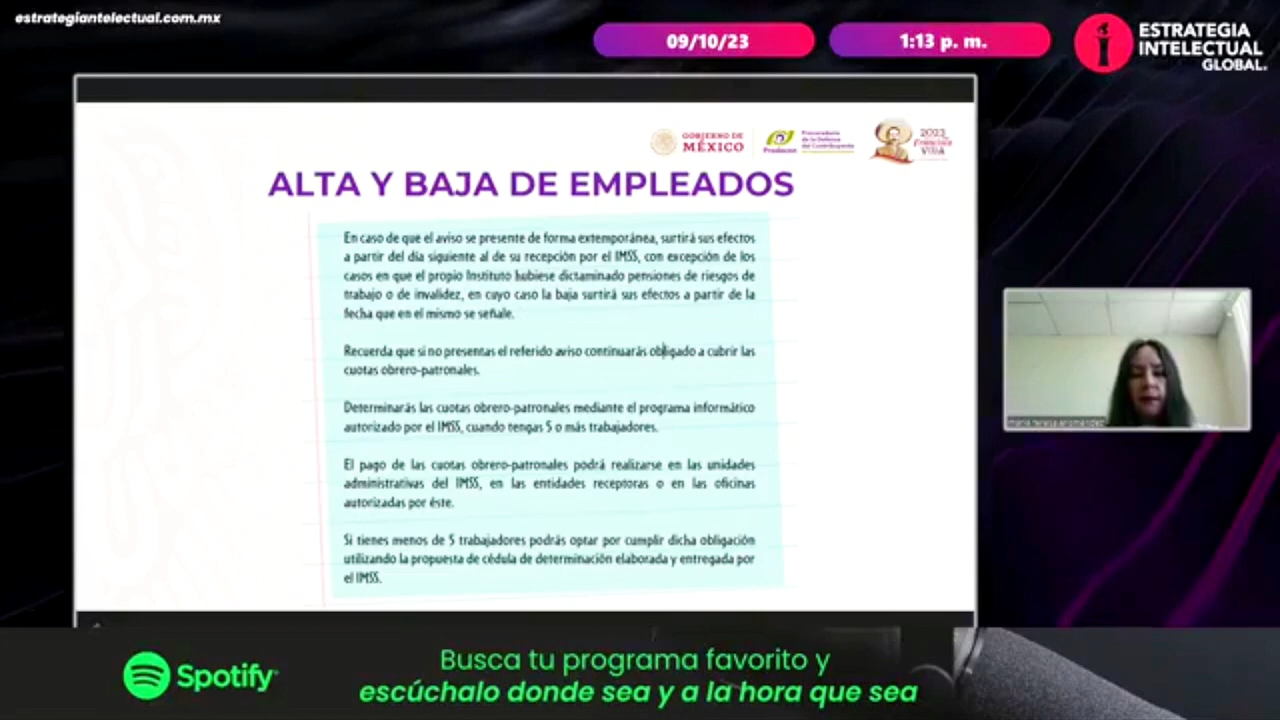 estrategiantelectual.com.mx
09/10/23
1:13 p. m.
ESTRATEGIA
INTELECTUAL
GLOBAL.
GOBIERNO DE
MÉXICO
Prodecon
Procuraduría
de la Defensa
del Contribuyente
2023
Francisco
VILLA
ALTA Y BAJA DE EMPLEADOS
En caso de que el aviso se presente de forma extemporánea, surtirá sus efectos
a partir del día siguiente al de su recepción por el IMSS, con excepción de los
casos en que el propio Instituto hubiese dictaminado pensiones de riesgos de
trabajo o de invalidez, en cuyo caso la baja surtirá sus efectos a partir de la
fecha que en el mismo se señale.
Recuerda que si no presentas el referido aviso continuarás obligado a cubrir las
cuotas obrero-patronales.
Determinarás las cuotas obrero-patronales mediante el programa informático
autorizado por el IMSS, cuando tengas 5 o más trabajadores.
El pago de las cuotas obrero-patronales podrá realizarse en las unidades
administrativas del IMSS, en las entidades receptoras o en las oficinas
autorizadas por éste.
Si tienes menos de 5 trabajadores podrás optar por cumplir dicha obligación
utilizando la propuesta de cédula de determinación elaborada y entregada por
el IMSS.
Spotify
Busca tu programa favorito y
escúchalo donde sea y a la hora que sea